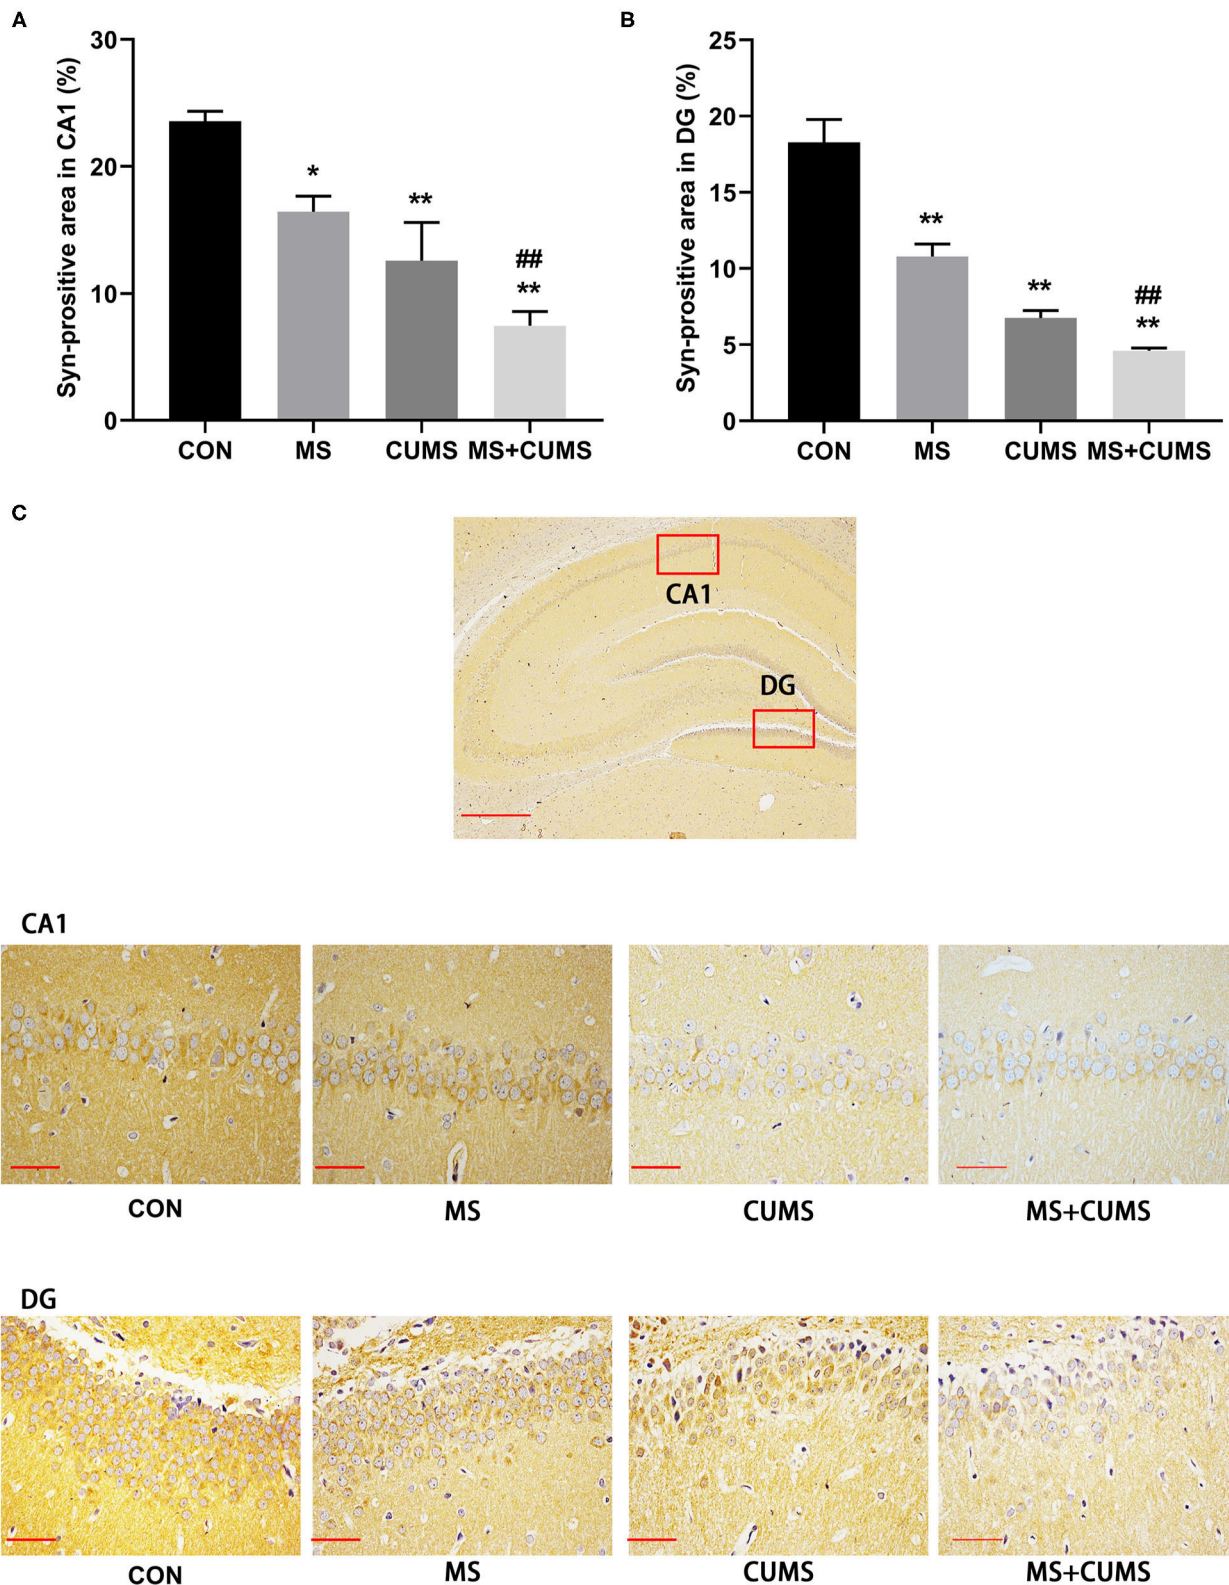 A
Syn-prositive area in CA1 (%)
30
20
10
0
*
**
##
**
CON MS CUMS MS+CUMS
B
Syn-prositive area in DG (%)
25
20
15
10
5
0
**
**
##
**
CON MS CUMS MS+CUMS
C
CA1
DG
CA1
CON MS CUMS MS+CUMS
DG
CON MS CUMS MS+CUMS